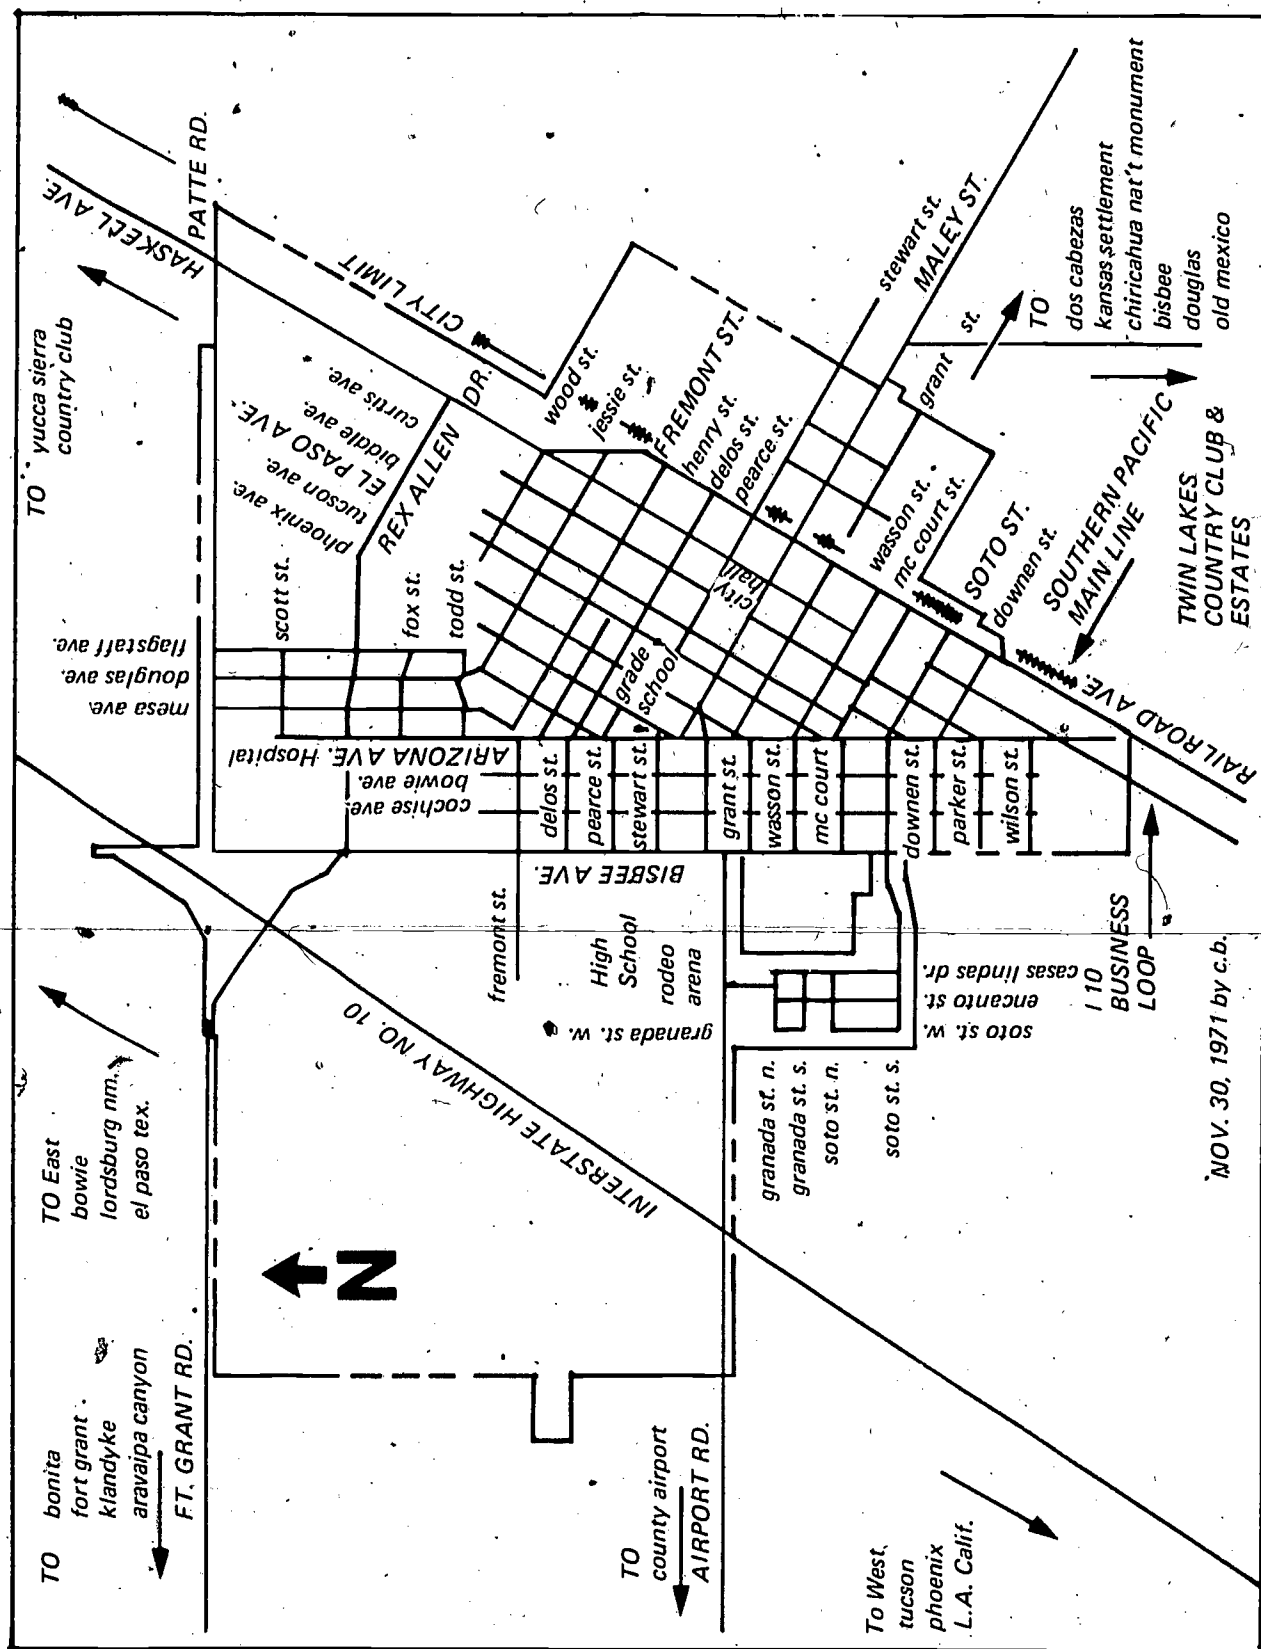 TO bonita
fort grant
klandyke
aravaipa canyon
FT. GRANT RD.
TO East
bowie
lordsburg nm.
el paso tex.
TO yucca sierra
country club
HASKELL AVE.
PATTE RD.
CITY LIMIT
N
INTERSTATE HIGHWAY NO. 10
mesa ave.
douglas ave.
flagstaff ave.
scott st.
fox st.
todd st.
phoenix ave.
tucson ave.
EL PASO AVE.
biddle ave.
curtis ave.
REX ALLEN DR.
ARIZONA AVE. Hospital
bowie ave.
cochise ave.
BISBEE AVE.
fremont st.
delos st.
pearce st.
stewart st.
grant st.
wasson st.
mc court
downen st.
parker st.
wilson st.
wood st.
jessie st.
FREMONT ST.
henry st.
delos st.
pearce st.
stewart st.
MALEY ST.
grant st.
wasson st.
mc court st.
SOTO ST.
downen st.
SOUTHERN PACIFIC
MAIN LINE
RAILROAD AVE.
city
hall
grade
school
High
School
rodeo
arena
granada st. w.
casas lindas dr.
encanto st.
soto st. w.
granada st. n.
granada st. s.
soto st. n.
soto st. s.
TO
county airport
AIRPORT RD.
To West,
tucson
phoenix
L.A. Calif.
I 10
BUSINESS
LOOP
TO
dos cabezas
kansas settlement
chiricahua nat't monument
bisbee
douglas
old mexico
TWIN LAKES
COUNTRY CLUB &
ESTATES
NOV. 30, 1971 by c.b.